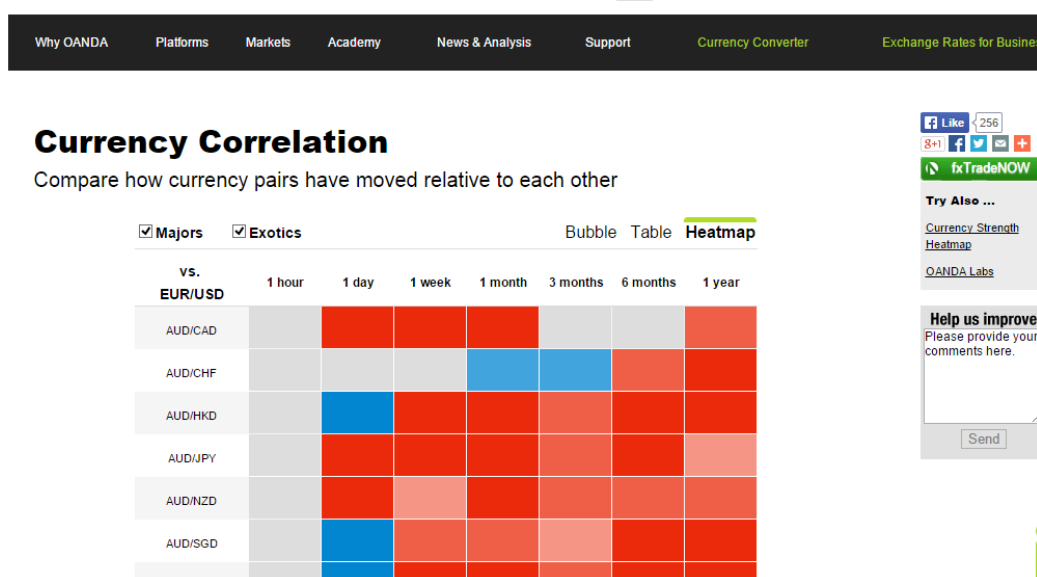 Why OANDA Platforms Markets Academy News & Analysis Support Currency Converter Exchange Rates for
Currency Correlation
Compare how currency pairs have moved relative to each other
Majors Exotics Bubble Table Heatmap
vs.
EUR/USD 1 hour 1 day 1 week 1 month 3 months 6 months 1 year
AUD/CAD
AUD/CHF
AUD/HKD
AUD/JPY
AUD/NZD
AUD/SGD
Like 256
8+1
fxTradeNOW
Try Also ...
Currency Strength
Heatmap
OANDA Labs
Help us improve
Please provide your
comments here.
Send